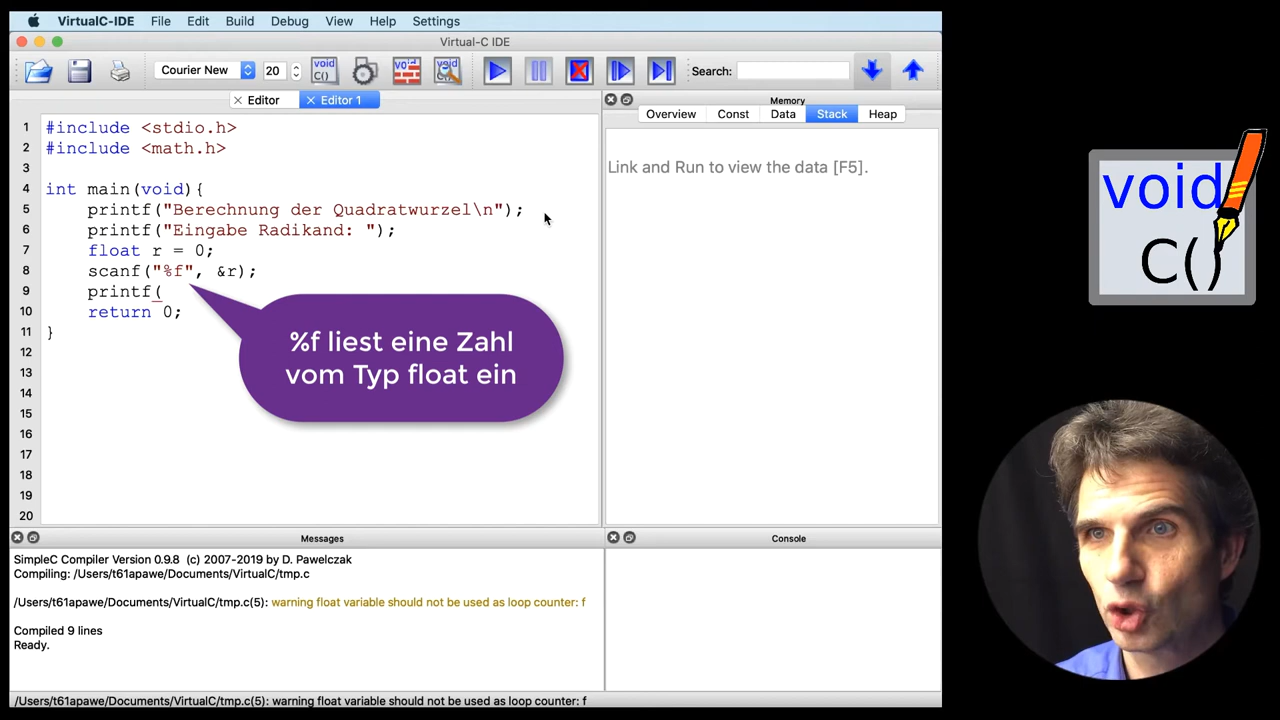 VirtualC-IDE File Edit Build Debug View Help Settings
Virtual-C IDE
Courier New 20 void C() Search:
Editor Editor 1
Memory
Overview Const Data Stack Heap
Link and Run to view the data [F5].
1 #include <stdio.h>
2 #include <math.h>
3
4 int main(void){
5 printf("Berechnung der Quadratwurzel\n");
6 printf("Eingabe Radikand: ");
7 float r = 0;
8 scanf("%f", &r);
9 printf(
10 return 0;
11 }
12
13
14
15
16
17
18
19
20
%f liest eine Zahl
vom Typ float ein
Messages
SimpleC Compiler Version 0.9.8 (c) 2007-2019 by D. Pawelczak
Compiling: /Users/t61apawe/Documents/VirtualC/tmp.c
/Users/t61apawe/Documents/VirtualC/tmp.c(5): warning float variable should not be used as loop counter: f
Compiled 9 lines
Ready.
Console
/Users/t61apawe/Documents/VirtualC/tmp.c(5): warning float variable should not be used as loop counter: f
void
C()